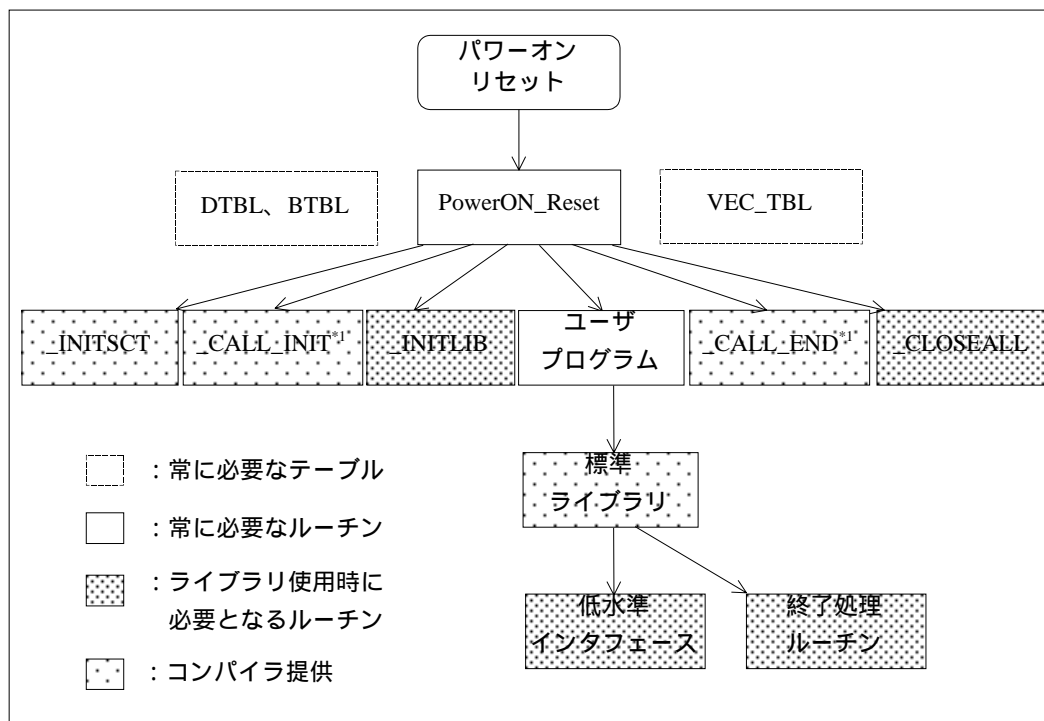 パワーオン
リセット
DTBL、BTBL
PowerON_Reset
VEC_TBL
_INITSCT
_CALL_INIT*1
_INITLIB
ユーザ
プログラム
_CALL_END*1
_CLOSEALL
標準
ライブラリ
低水準
インタフェース
終了処理
ルーチン
：常に必要なテーブル
：常に必要なルーチン
：ライブラリ使用時に
必要となるルーチン
：コンパイラ提供